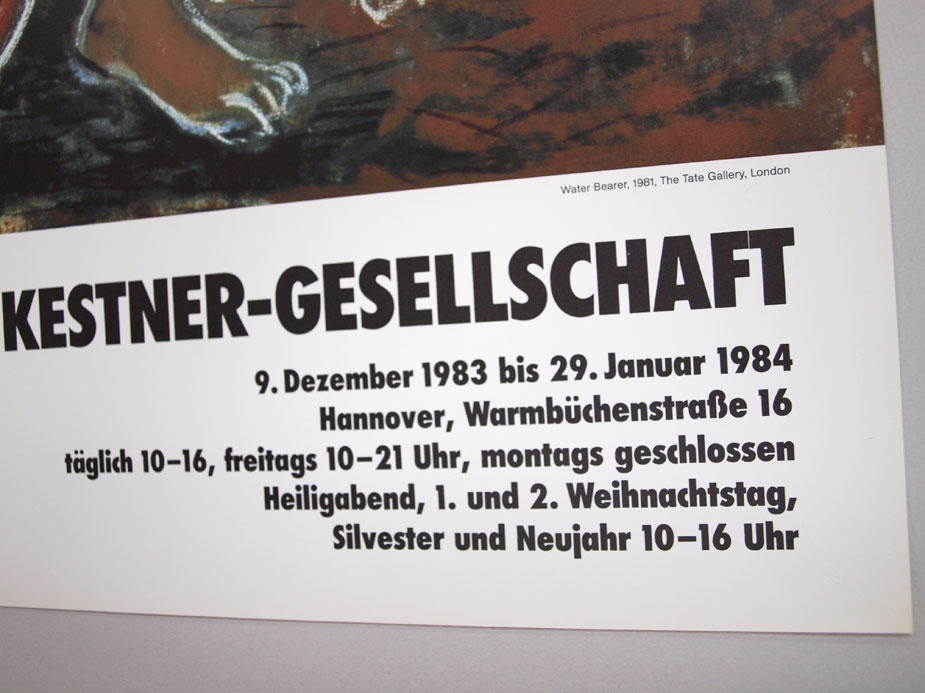 Water Bearer, 1981, The Tate Gallery, London
KESTNER-GESELLSCHAFT
9. Dezember 1983 bis 29. Januar 1984
Hannover, Warmbüchenstraße 16
täglich 10–16, freitags 10–21 Uhr, montags geschlossen
Heiligabend, 1. und 2. Weihnachtstag,
Silvester und Neujahr 10–16 Uhr